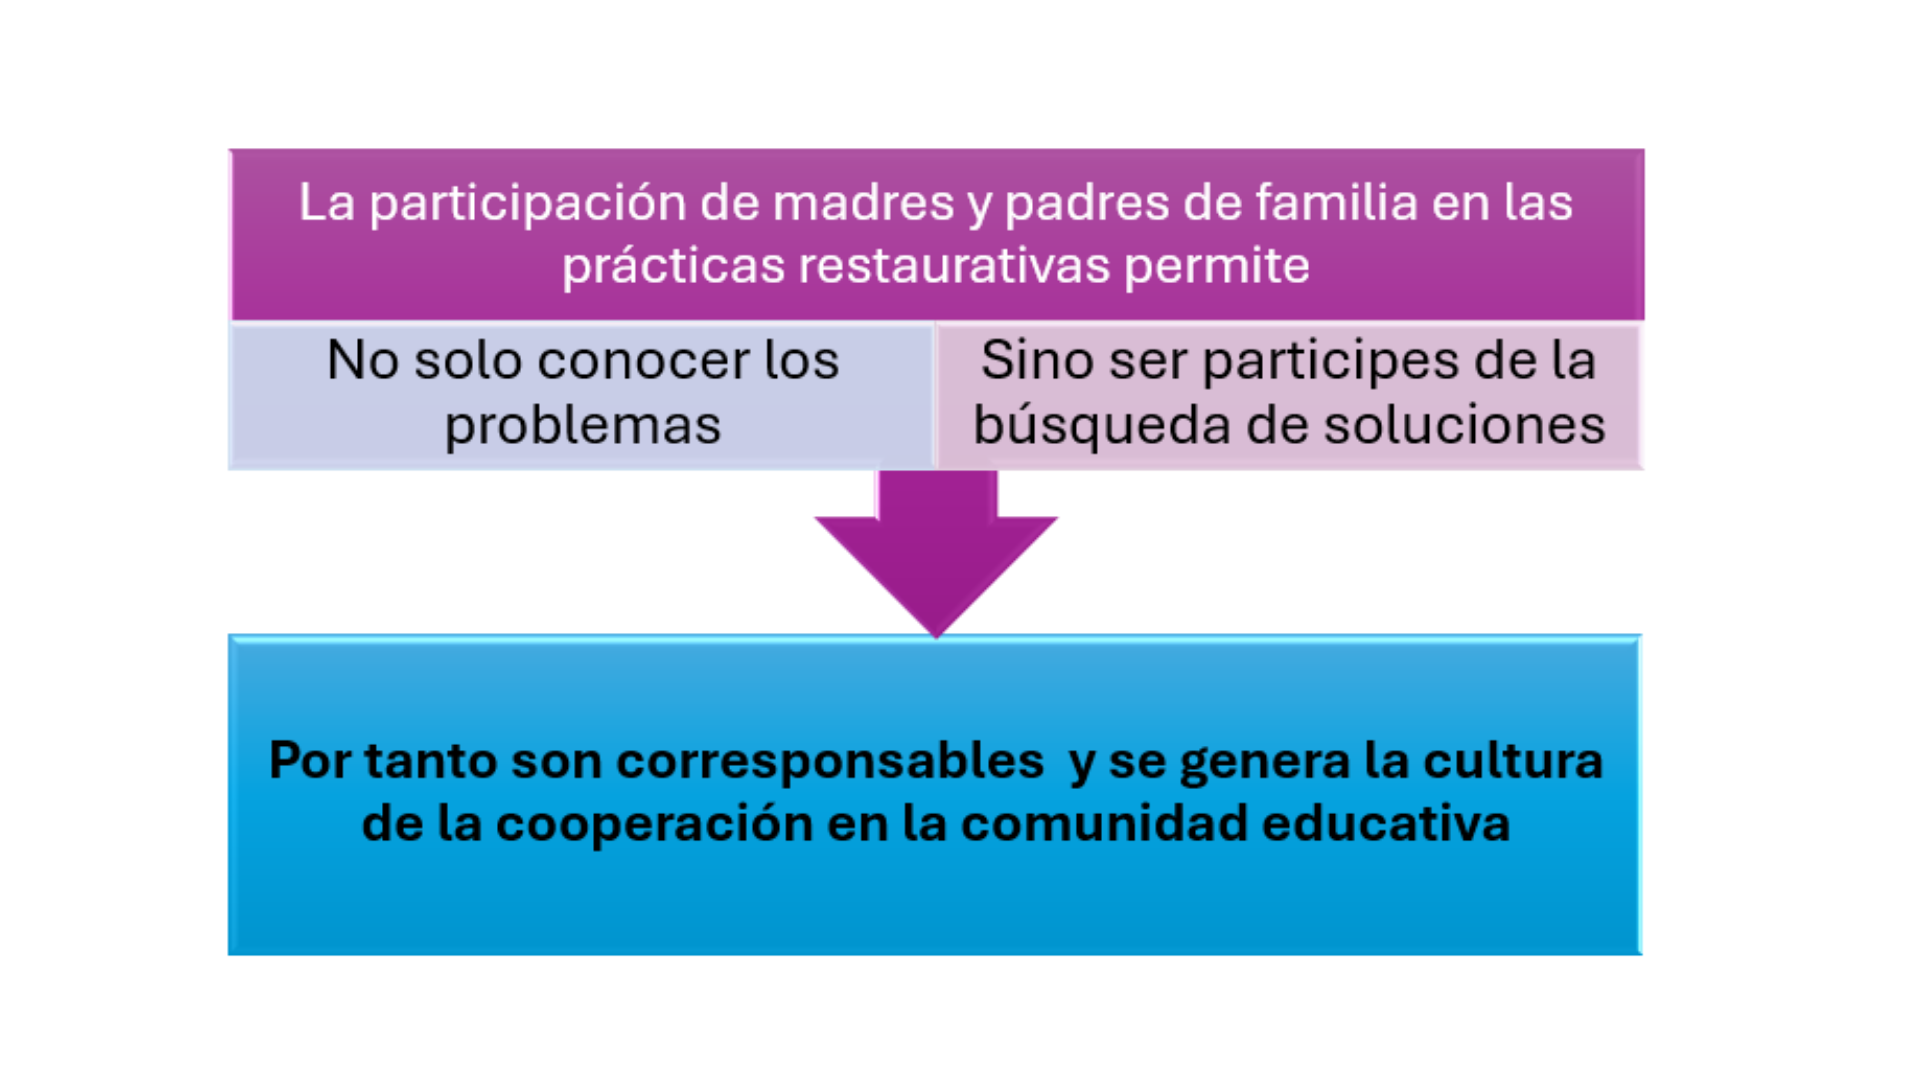 La participación de madres y padres de familia en las
prácticas restaurativas permite
No solo conocer los
problemas
Sino ser participes de la
búsqueda de soluciones
Por tanto son corresponsables  y se genera la cultura
de la cooperación en la comunidad educativa